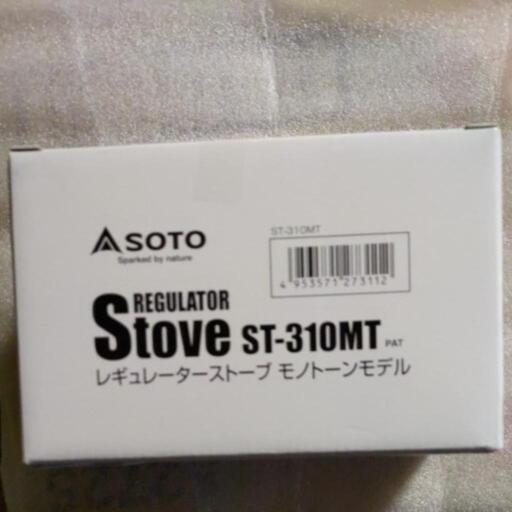 SOTO
Sparked by nature
ST-310MT
4 953571 273112
REGULATOR
Stove ST-310MT PAT
レギュレーターストーブ モノトーンモデル